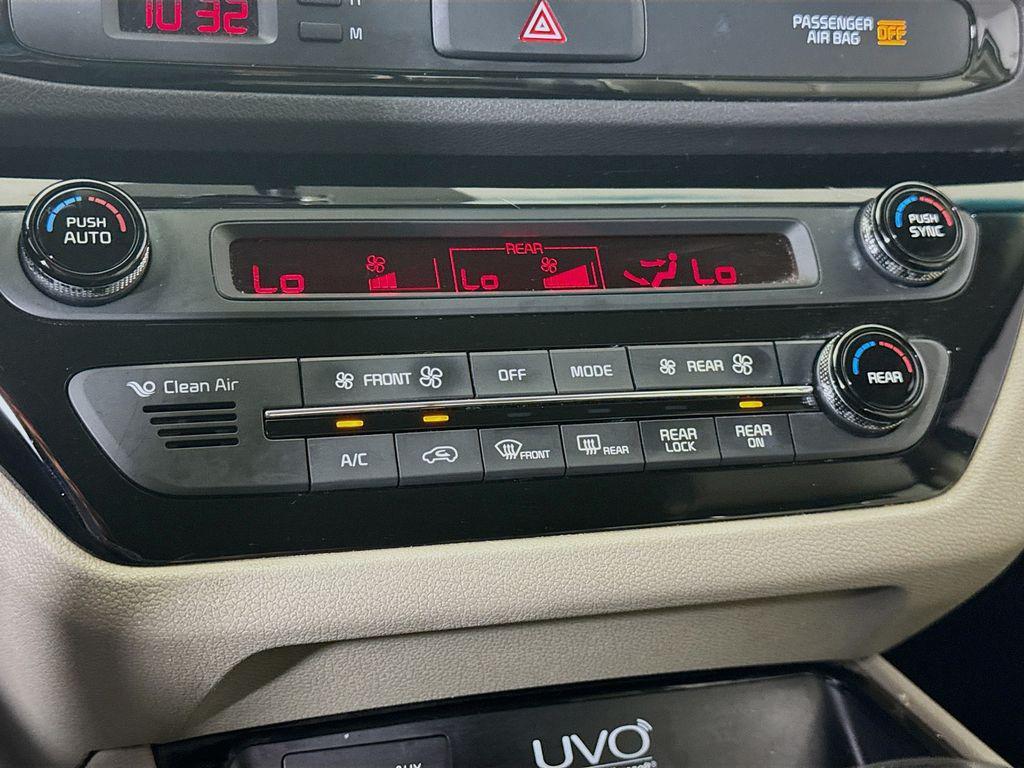 10:32
H
M
PASSENGER
AIR BAG OFF
PUSH
AUTO
PUSH
SYNC
Lo
REAR
Lo
Lo
Clean Air
FRONT
OFF
MODE
REAR
REAR
A/C
FRONT
REAR
REAR
LOCK
REAR
ON
UVO
AUX